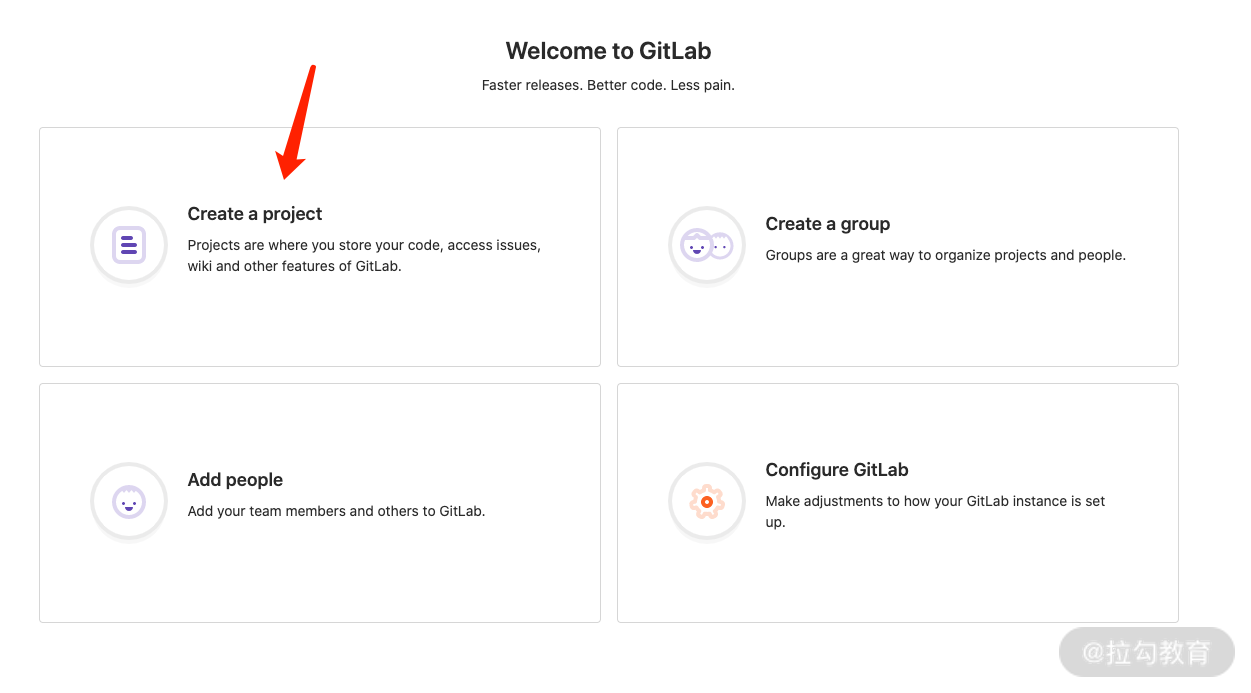 Welcome to GitLab
Faster releases. Better code. Less pain.
Create a project
Projects are where you store your code, access issues,
wiki and other features of GitLab.
Create a group
Groups are a great way to organize projects and people.
Add people
Add your team members and others to GitLab.
Configure GitLab
Make adjustments to how your GitLab instance is set
up.
@拉勾教育